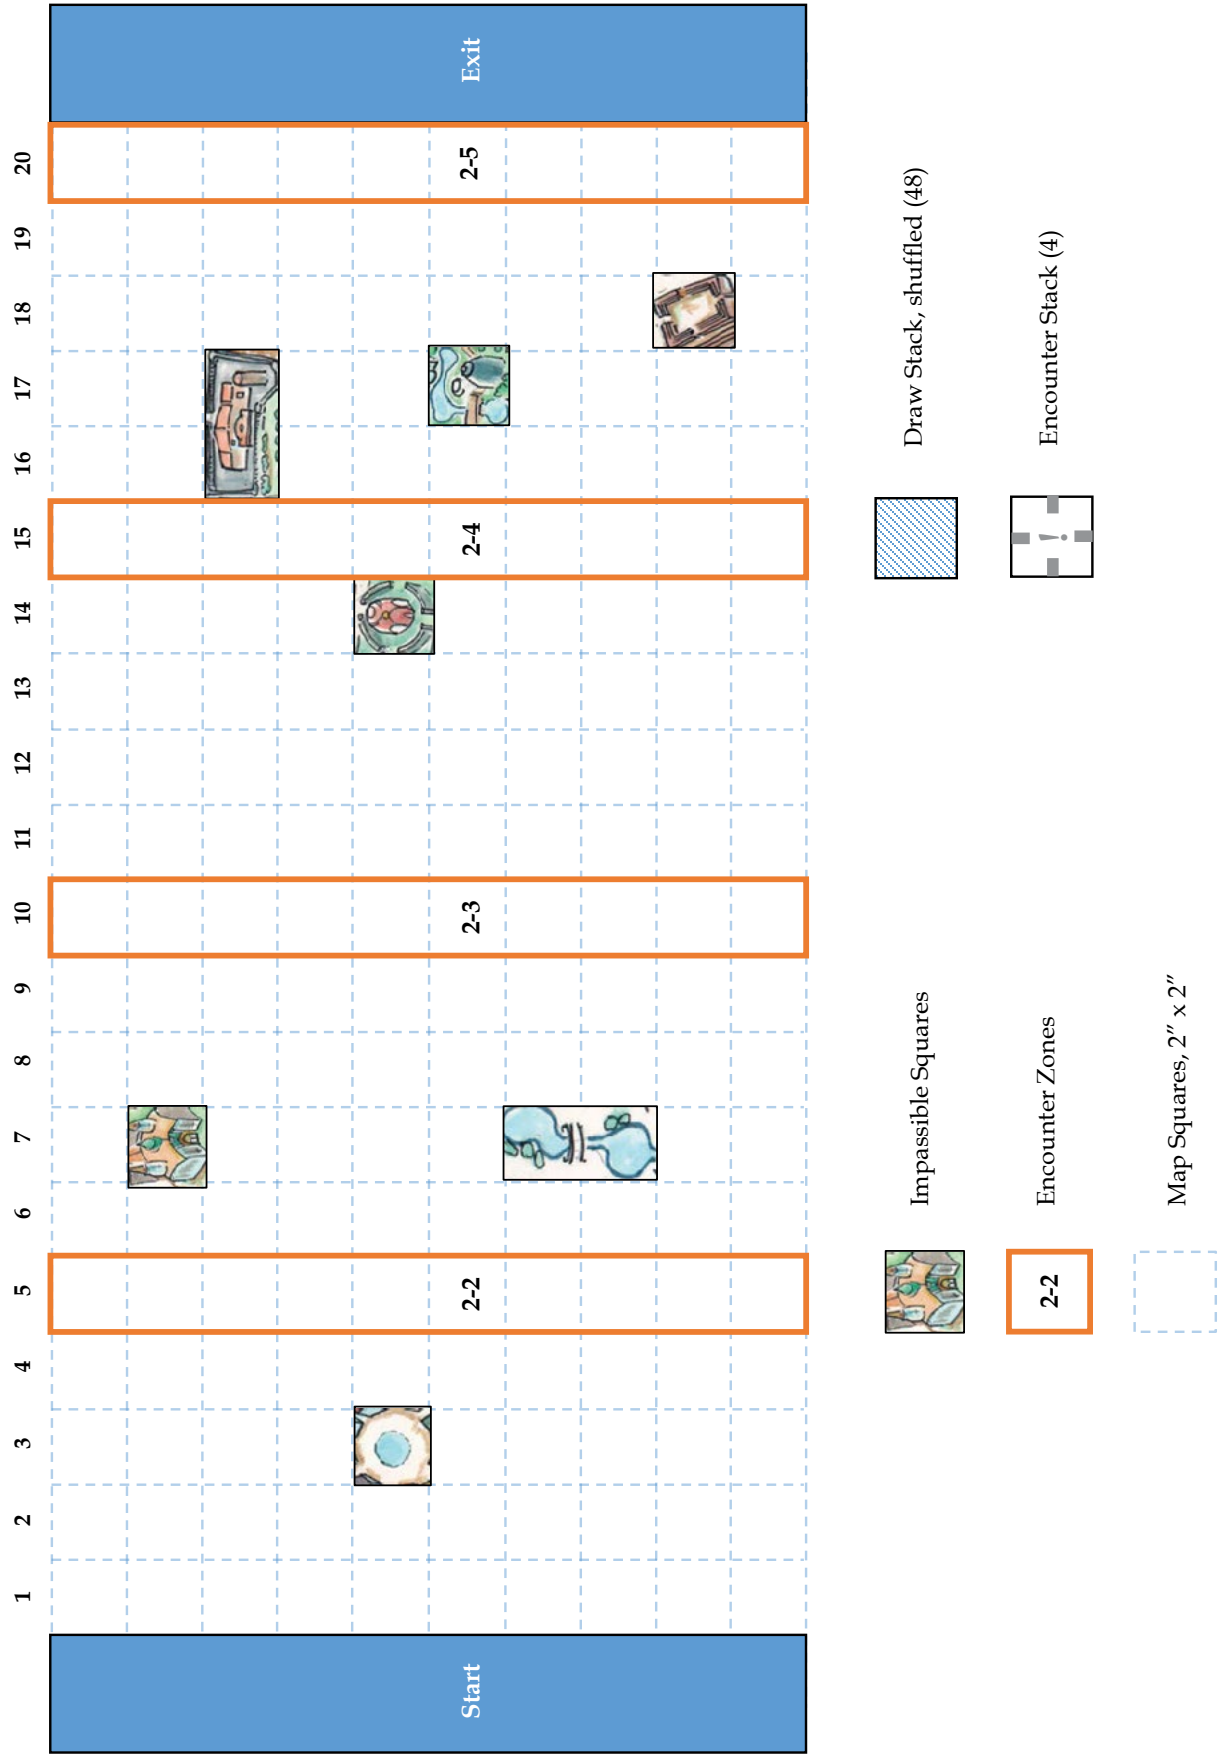 1 2 3 4 5 6 7 8 9 10 11 12 13 14 15 16 17 18 19 20
Start
2-2
2-3
2-4
2-5
Exit
Impassible Squares
Draw Stack, shuffled (48)
2-2
Encounter Zones
Encounter Stack (4)
Map Squares, 2″ x 2″